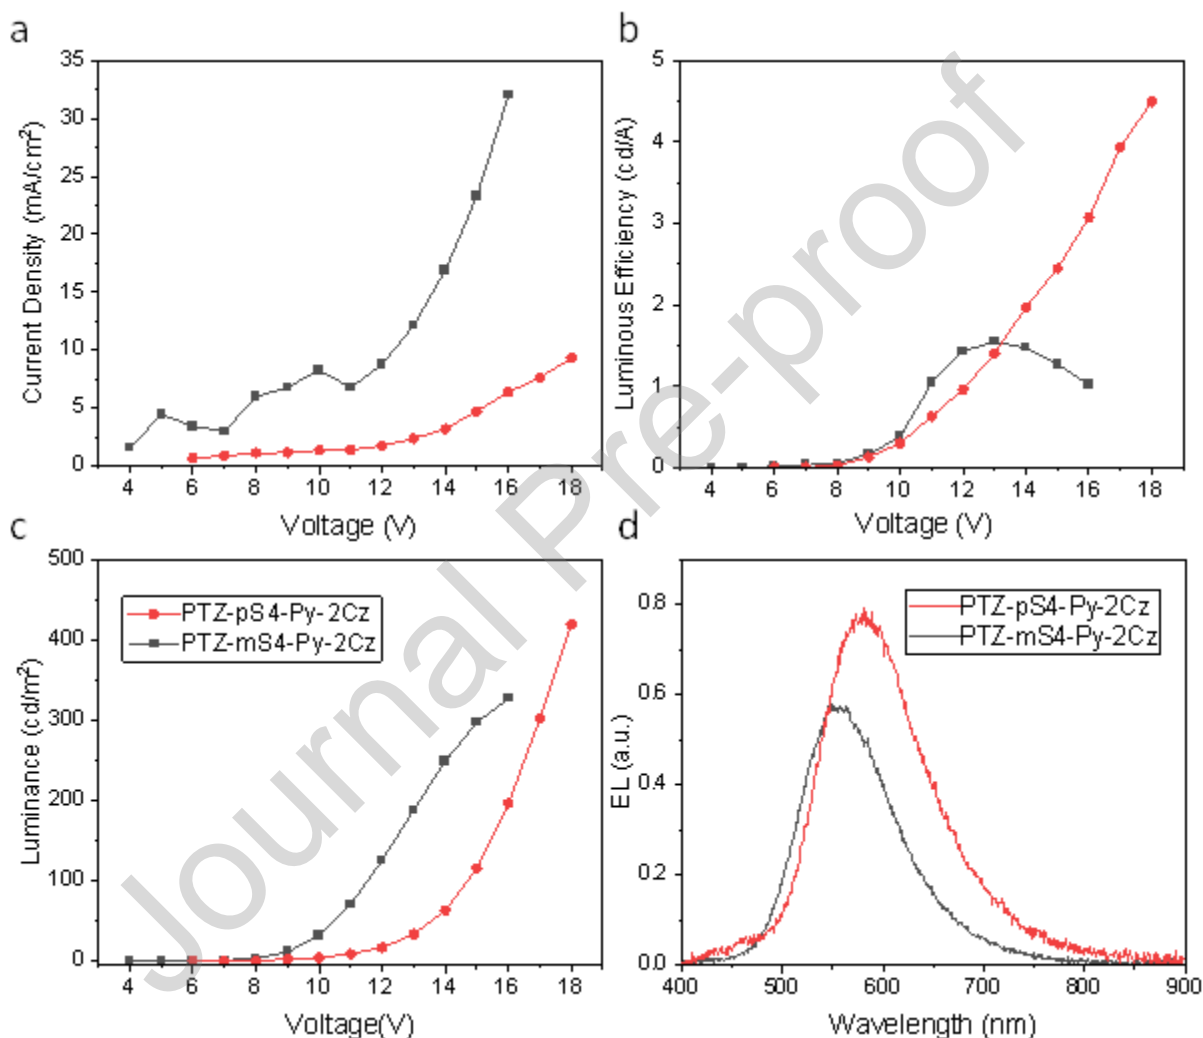 a
35
30
25
20
15
10
5
0
Current Density (mA/cm²)
4 6 8 10 12 14 16 18
Voltage (V)
b
5
4
3
2
1
0
Luminous Efficiency (cd/A)
4 6 8 10 12 14 16 18
Voltage (V)
c
500
400
300
200
100
0
Luminance (cd/m²)
PTZ-pS4-Py-2Cz
PTZ-mS4-Py-2Cz
4 6 8 10 12 14 16 18
Voltage(V)
d
0.8
0.6
0.4
0.2
0.0
EL (a.u.)
PTZ-pS4-Py-2Cz
PTZ-mS4-Py-2Cz
400 500 600 700 800 900
Wavelength (nm)
Journal Pre-proof